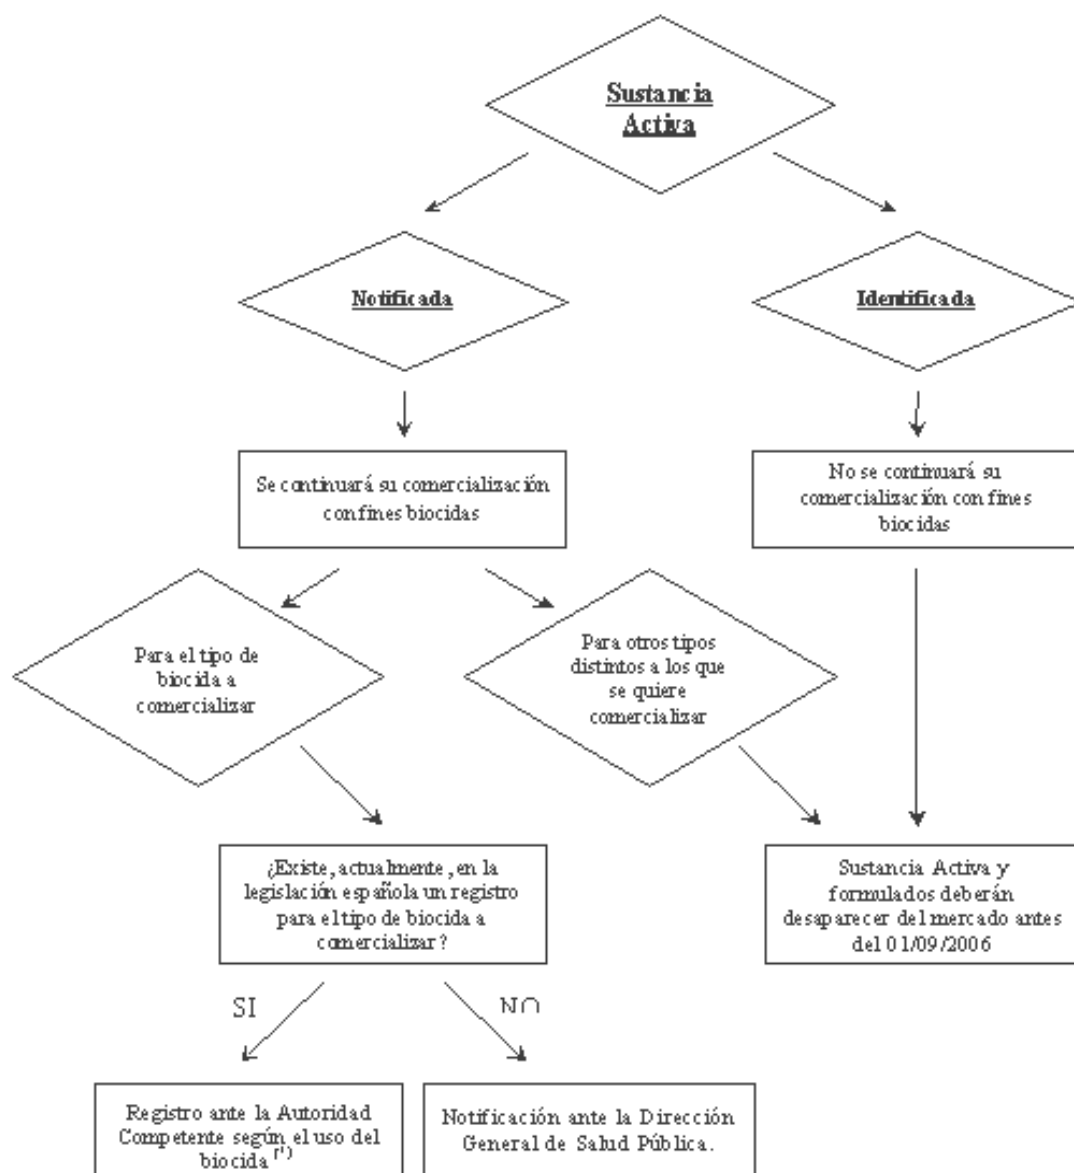 Sustancia
Activa
Notificada
Identificada
Se continuará su comercialización
con fines biocidas
No se continuará su
comercialización con fines
biocidas
Para el tipo de
biocida a
comercializar
Para otros tipos
distintos a los que
se quiere
comercializar
¿Existe, actualmente, en la
legislación española un registro
para el tipo de biocida a
comercializar?
Sustancia Activa y
formulados deberán
desaparecer del mercado antes
del 01/09/2006
SI
NO
Registro ante la Autoridad
Competente según el uso del
biocida (1)
Notificación ante la Dirección
General de Salud Pública.